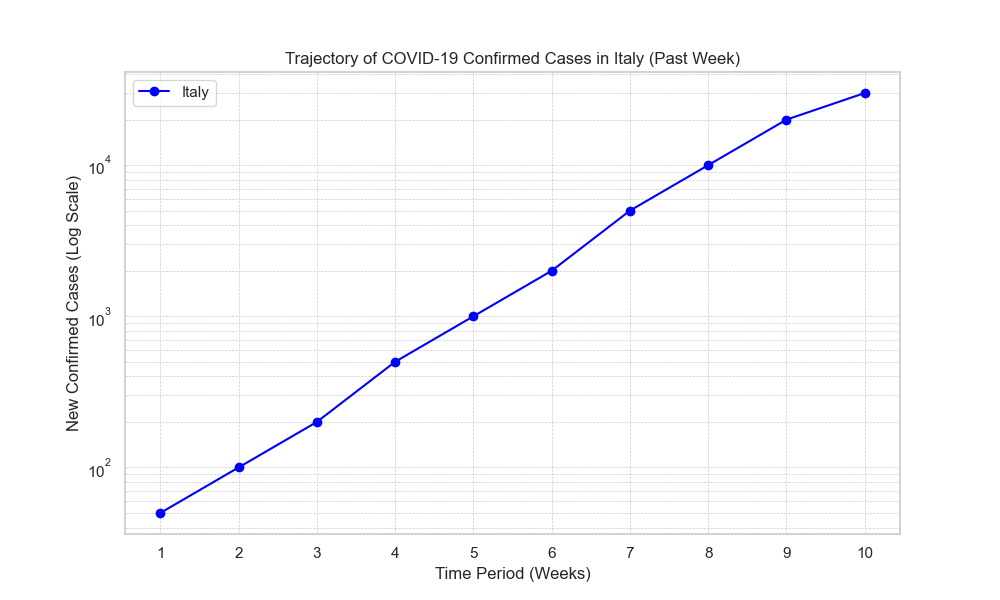 Trajectory of COVID-19 Confirmed Cases in Italy (Past Week)
Italy
New Confirmed Cases (Log Scale)
10^4
10^3
10^2
1 2 3 4 5 6 7 8 9 10
Time Period (Weeks)